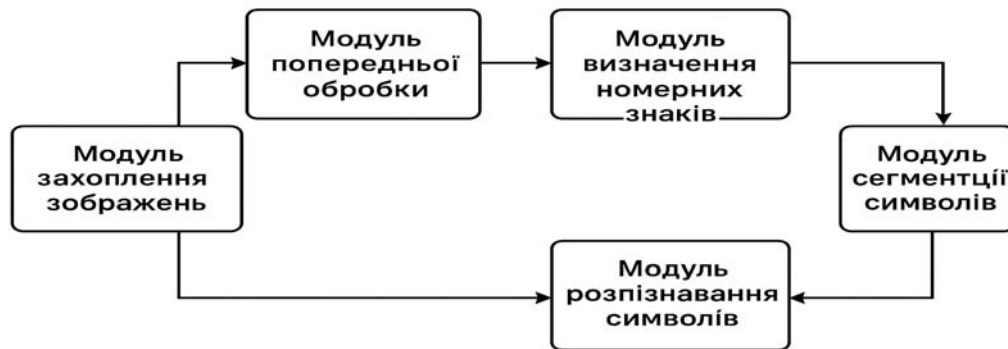 Модуль
попередньої
обробки
Модуль
визначення
номерних
знаків
Модуль
захоплення
зображень
Модуль
сегментції
символів
Модуль
розпізнавання
символів